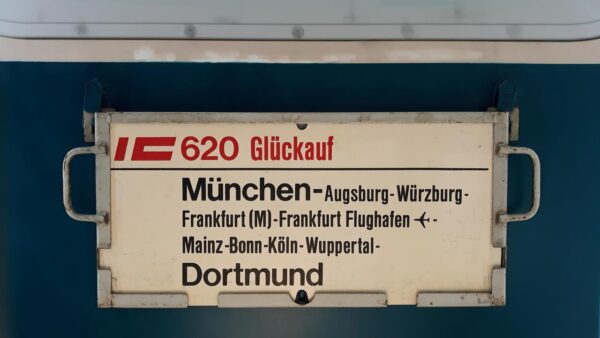 IC 620 Glückauf
München-Augsburg-Würzburg-
Frankfurt (M)-Frankfurt Flughafen ✈-
Mainz-Bonn-Köln-Wuppertal-
Dortmund